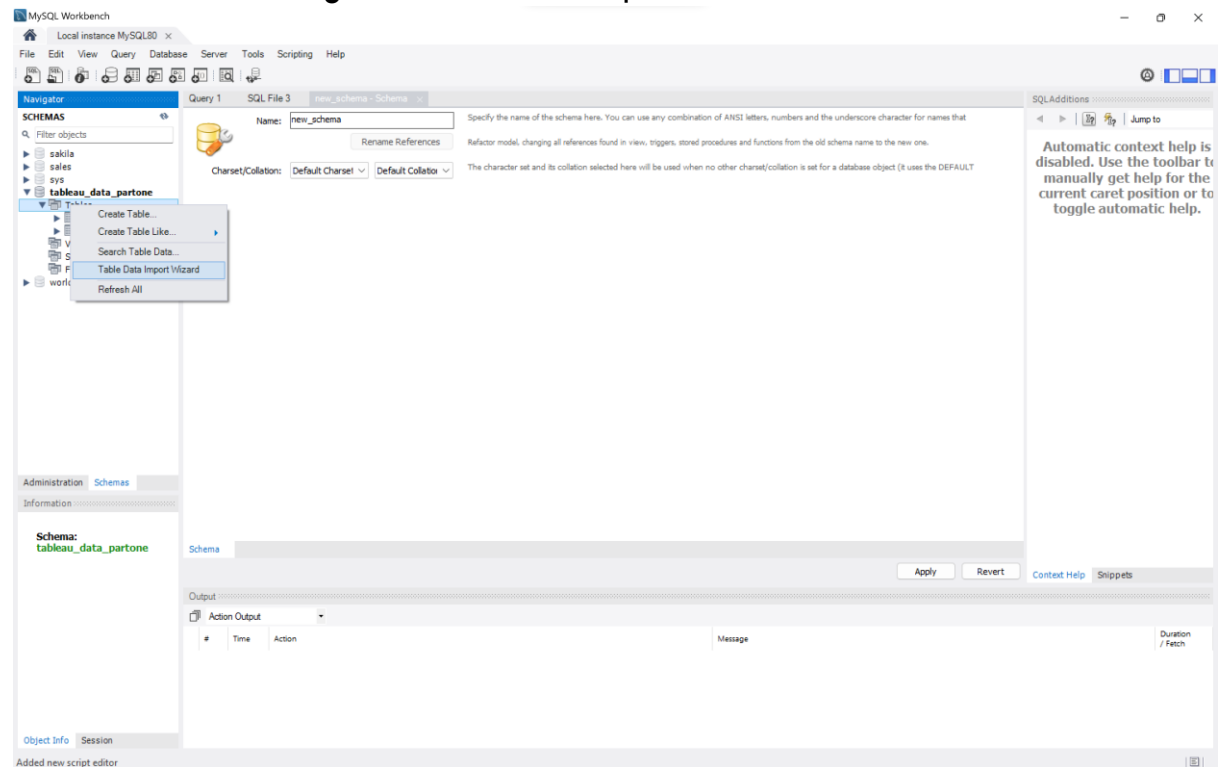 MySQL Workbench
Local instance MySQL80
File Edit View Query Database Server Tools Scripting Help
Navigator
SCHEMAS
Filter objects
sakila
sales
sys
tableau_data_partone
Tables
V
S
F
world
Create Table...
Create Table Like...
Search Table Data...
Table Data Import Wizard
Refresh All
Administration Schemas
Information
Schema:
tableau_data_partone
Object Info Session
Query 1 SQL File 3 new_schema - Schema
Name: new_schema
Specify the name of the schema here. You can use any combination of ANSI letters, numbers and the underscore character for names that
Rename References
Refactor model, changing all references found in view, triggers, stored procedures and functions from the old schema name to the new one.
Charset/Collation: Default Charset Default Collation
The character set and its collation selected here will be used when no other charset/collation is set for a database object (it uses the DEFAULT
Schema
Apply Revert
SQLAdditions
Jump to
Automatic context help is
disabled. Use the toolbar to
manually get help for the
current caret position or to
toggle automatic help.
Context Help Snippets
Output
Action Output
# Time Action Message Duration / Fetch
Added new script editor